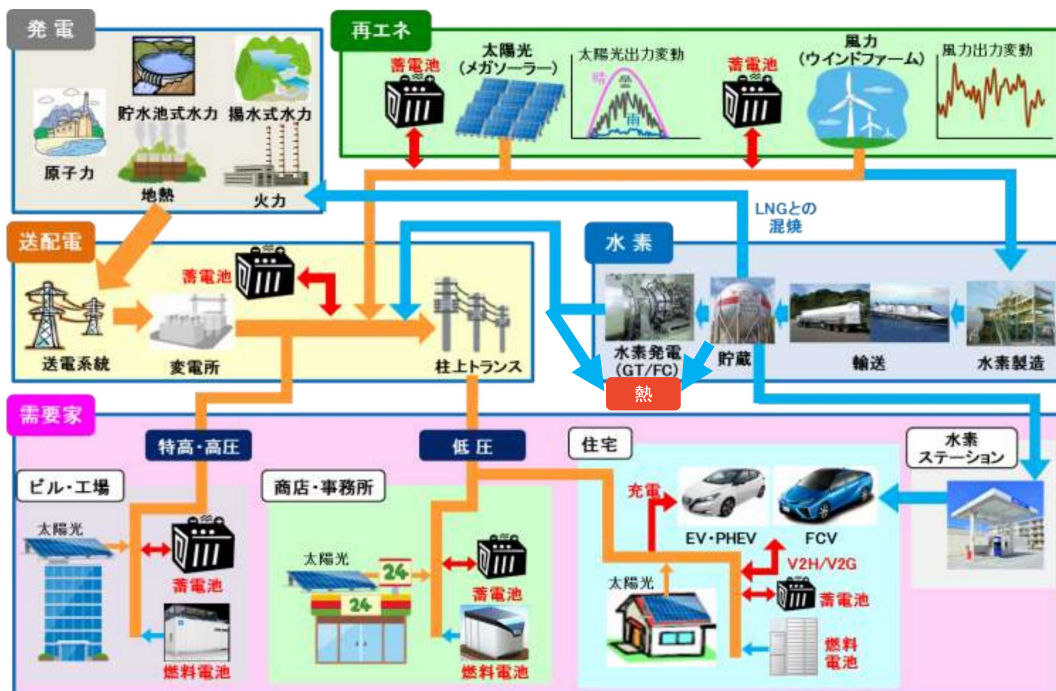 発電
貯水池式水力
揚水式水力
原子力
地熱
火力
再エネ
蓄電池
太陽光
(メガソーラー)
太陽光出力変動
晴
曇
雨
蓄電池
風力
(ウインドファーム)
風力出力変動
LNGとの
混焼
送配電
蓄電池
送電系統
変電所
柱上トランス
水素
水素発電
(GT/FC)
貯蔵
輸送
水素製造
熱
需要家
特高・高圧
低圧
ビル・工場
太陽光
蓄電池
燃料電池
商店・事務所
太陽光
24
24
蓄電池
燃料電池
住宅
充電
EV・PHEV
FCV
V2H/V2G
太陽光
蓄電池
燃料
電池
水素
ステーション